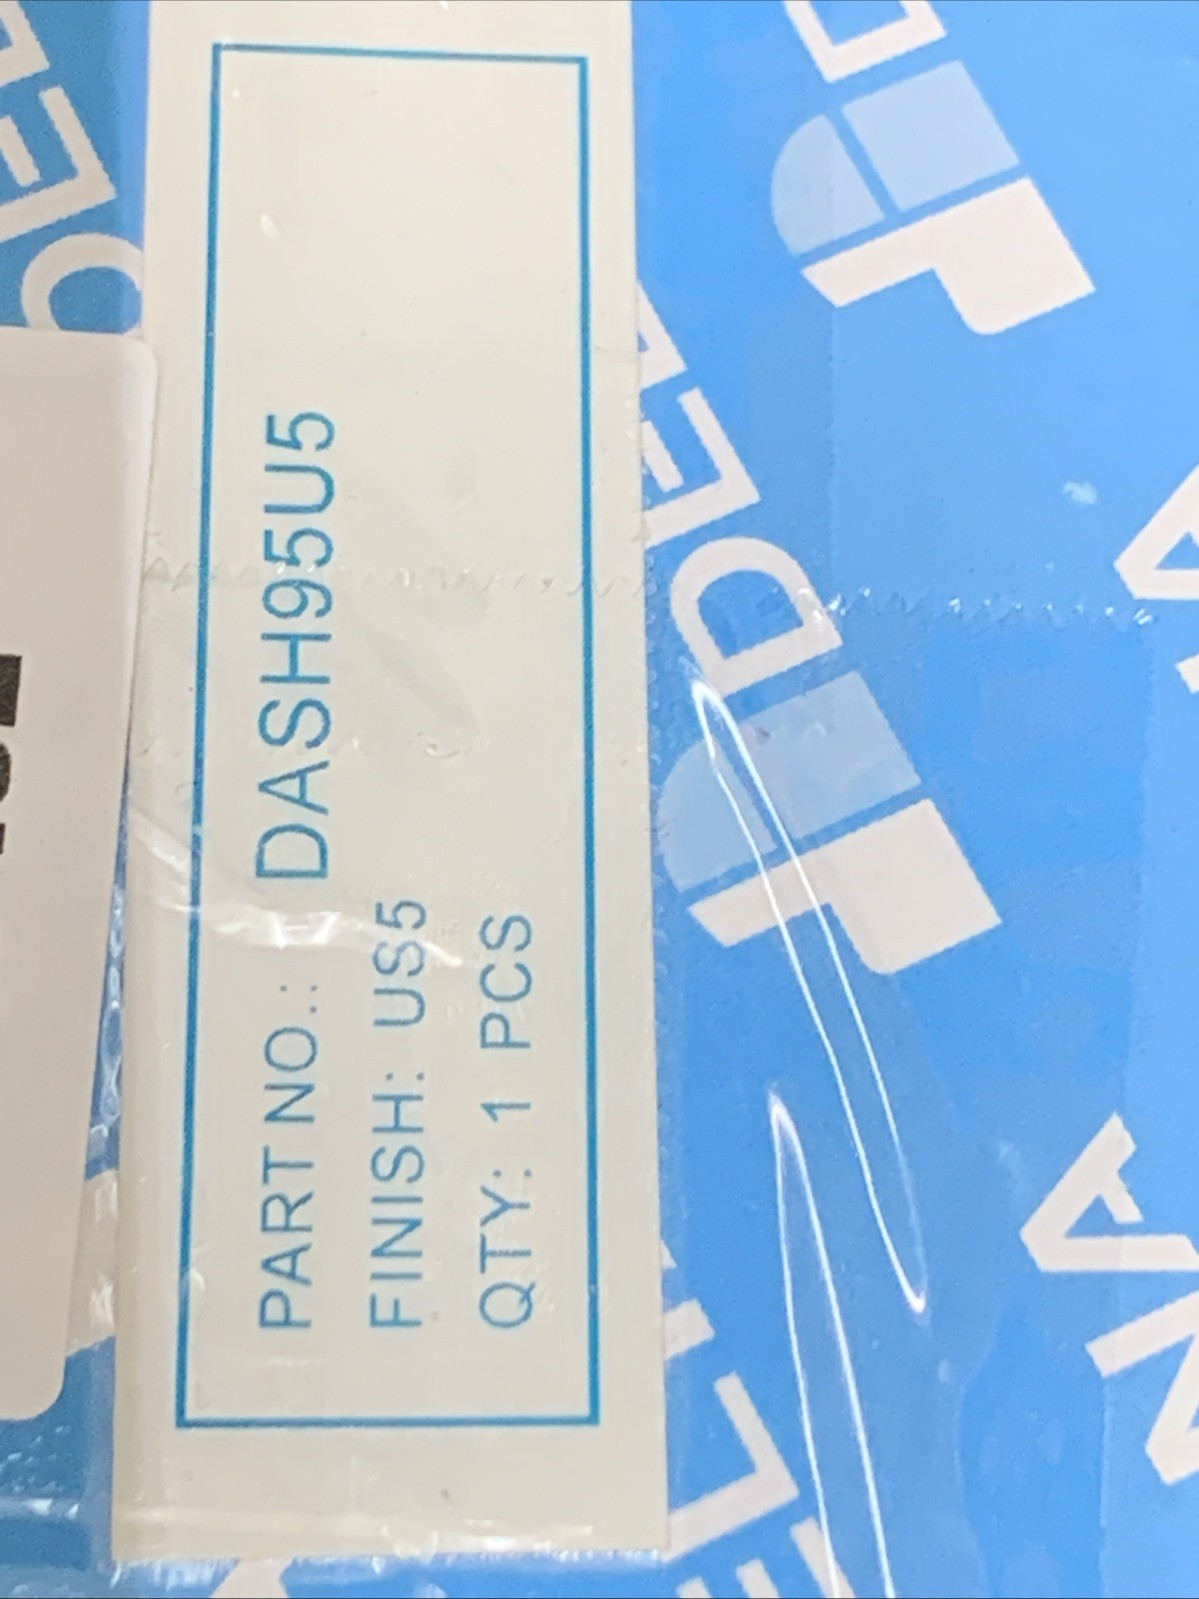 PART NO.: DASH95U5
FINISH: US5
QTY: 1 PCS